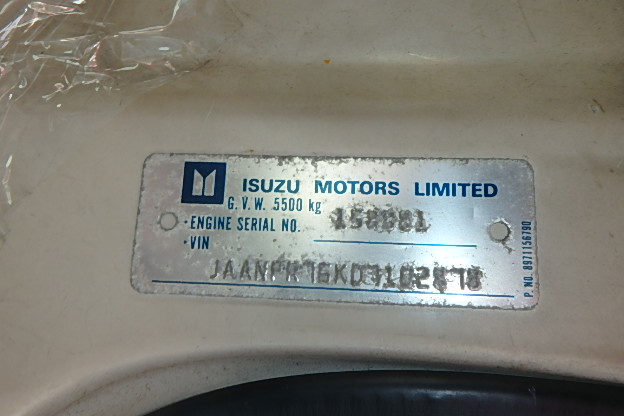 ISUZU MOTORS LIMITED
G.V.W. 5500 kg
·ENGINE SERIAL NO.
·VIN
P. NO. 8971156790